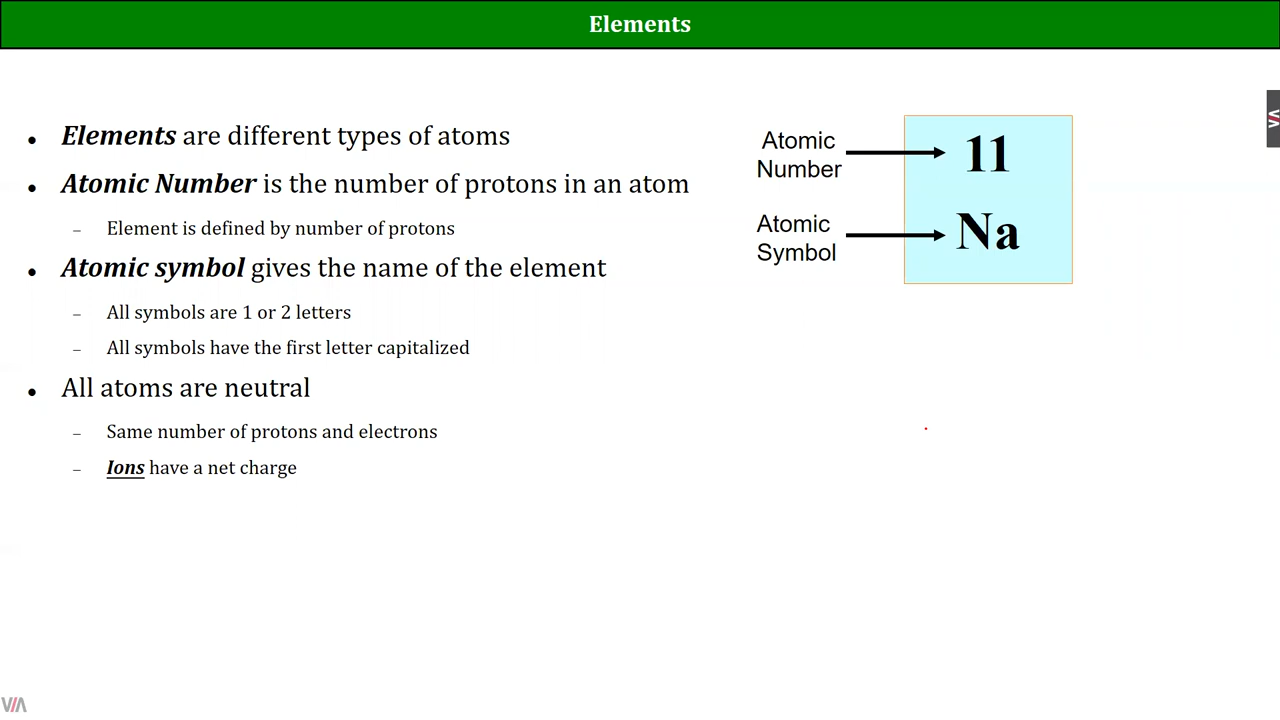 Elements
• Elements are different types of atoms
• Atomic Number is the number of protons in an atom
– Element is defined by number of protons
• Atomic symbol gives the name of the element
– All symbols are 1 or 2 letters
– All symbols have the first letter capitalized
• All atoms are neutral
– Same number of protons and electrons
– Ions have a net charge
Atomic
Number
11
Atomic
Symbol
Na
VIA
VIA